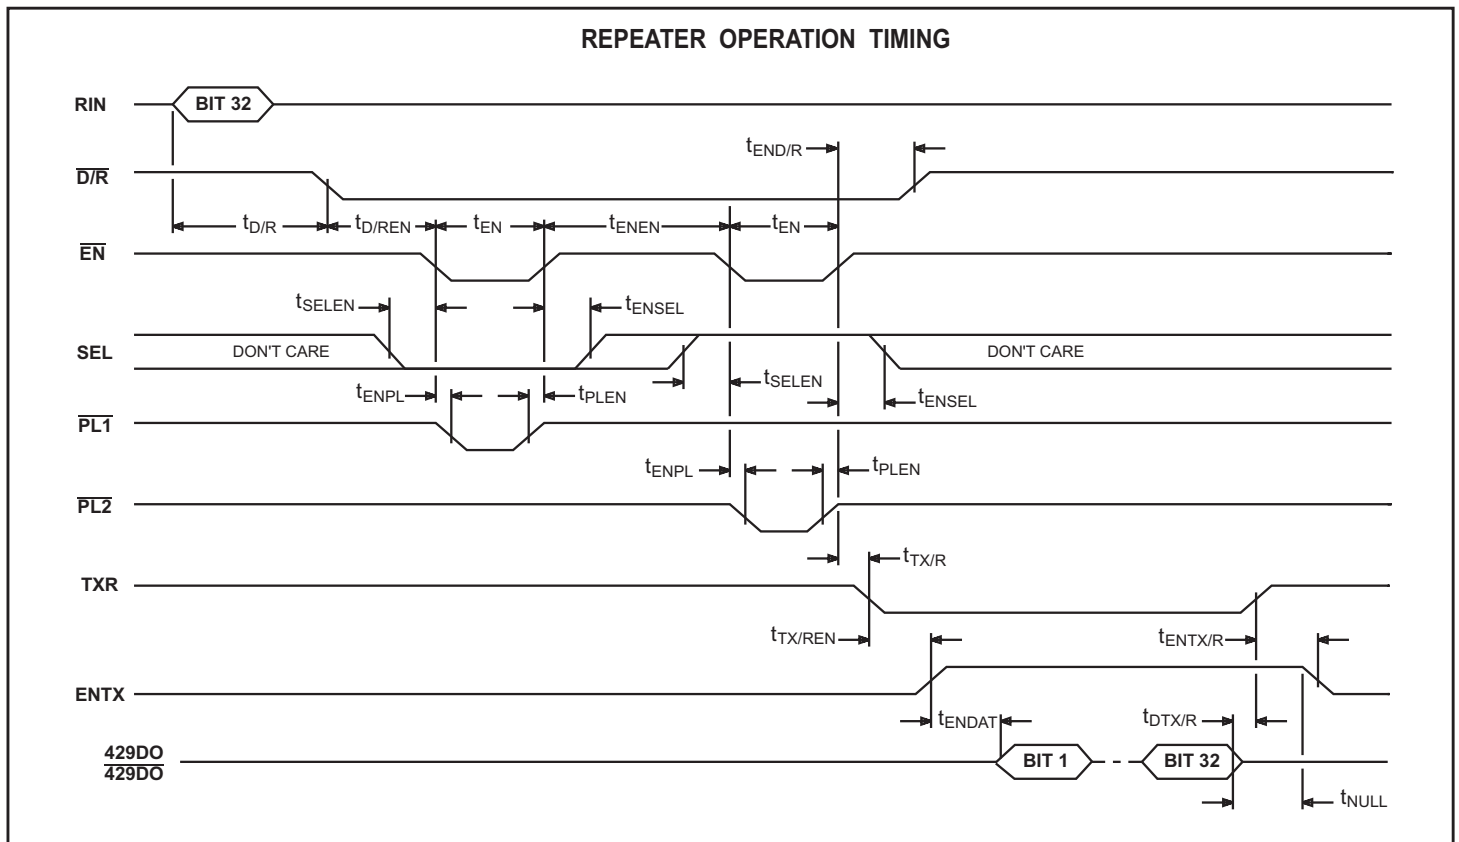 REPEATER OPERATION TIMING
RIN
BIT 32
tEND/R
D/R
tD/R
tD/REN
tEN
tENEN
tEN
EN
tSELEN
tENSEL
SEL
DON'T CARE
DON'T CARE
tENPL
tPLEN
tSELEN
tENSEL
PL1
tENPL
tPLEN
PL2
tTX/R
TXR
tTX/REN
tENTX/R
ENTX
tENDAT
tDTX/R
429DO
429DO
BIT 1
BIT 32
tNULL